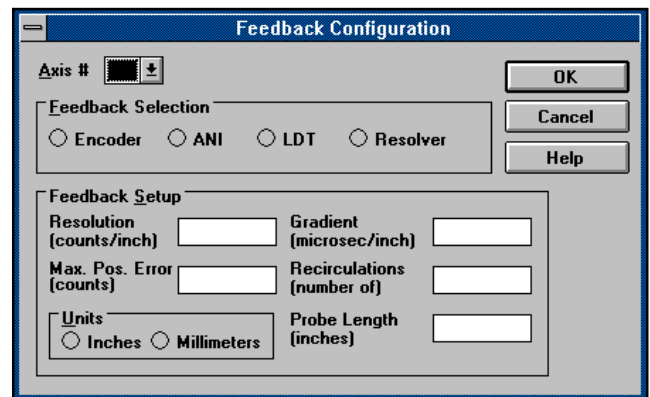 Feedback Configuration
Axis #
OK
Cancel
Help
Feedback Selection
Encoder ANI LDT Resolver
Feedback Setup
Resolution
(counts/inch)
Gradient
(microsec/inch)
Max. Pos. Error
(counts)
Recirculations
(number of)
Units
Inches Millimeters
Probe Length
(inches)